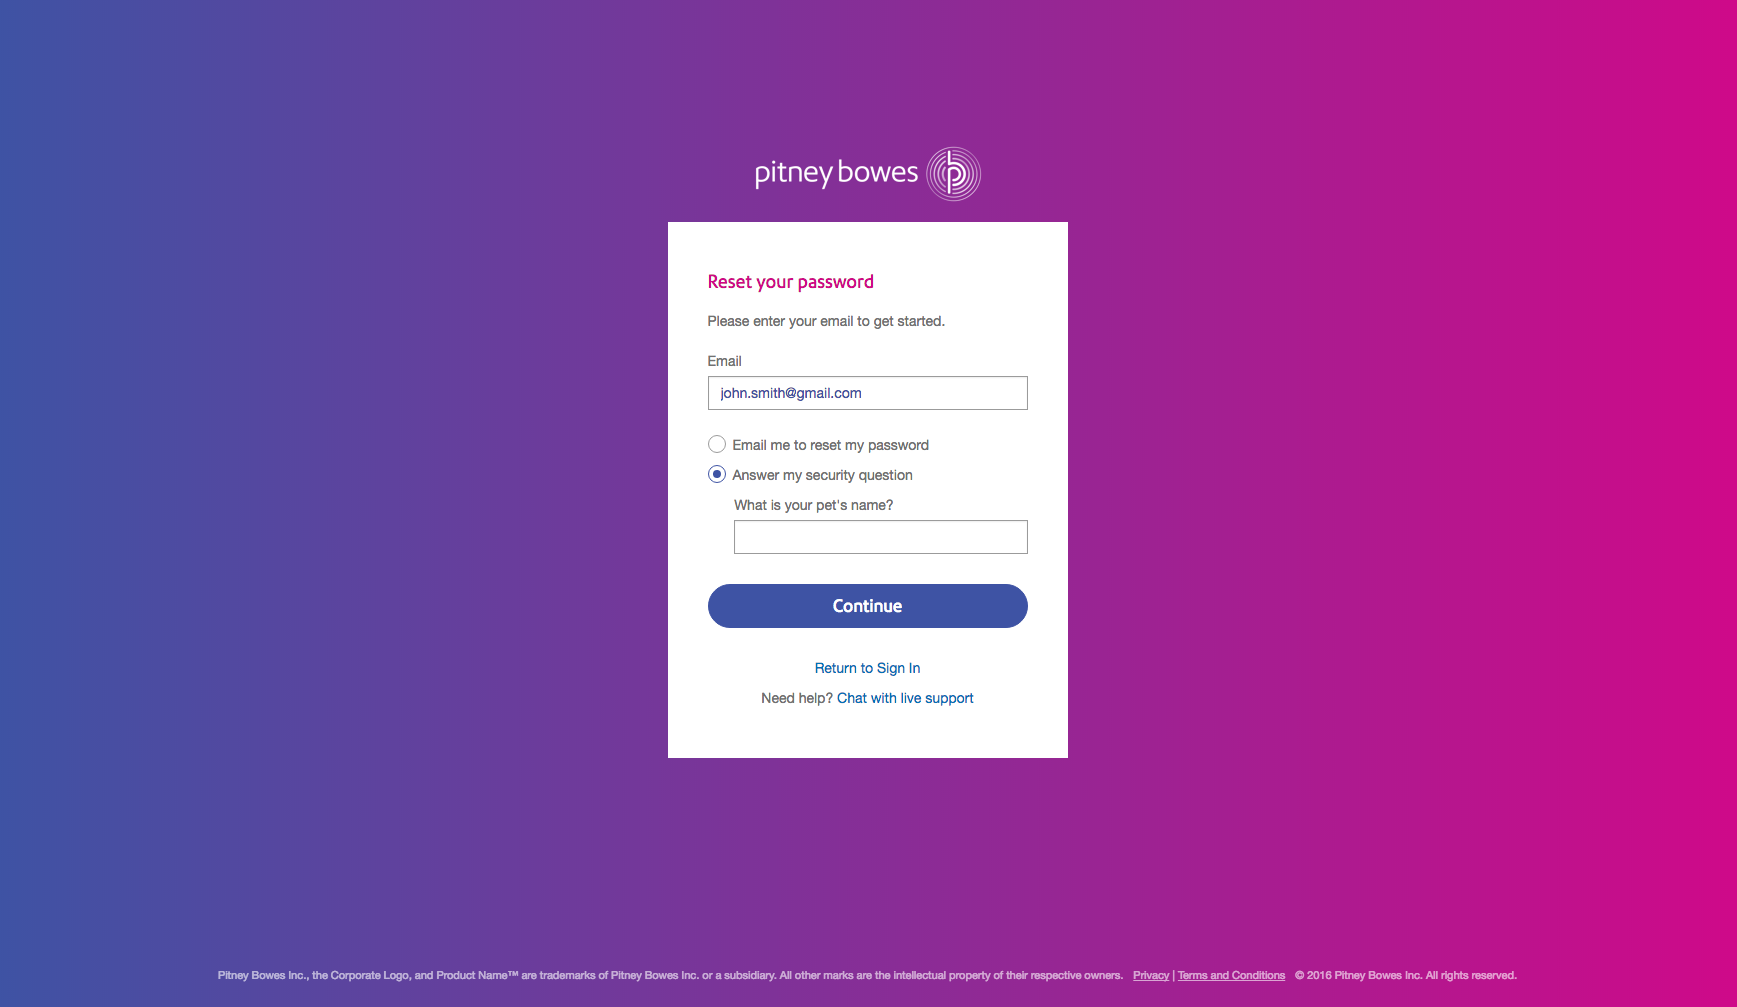 pitney bowes
Reset your password
Please enter your email to get started.
Email
john.smith@gmail.com
Email me to reset my password
Answer my security question
What is your pet's name?
Continue
Return to Sign In
Need help? Chat with live support
Pitney Bowes Inc., the Corporate Logo, and Product Name™ are trademarks of Pitney Bowes Inc. or a subsidiary. All other marks are the intellectual property of their respective owners. Privacy | Terms and Conditions © 2016 Pitney Bowes Inc. All rights reserved.